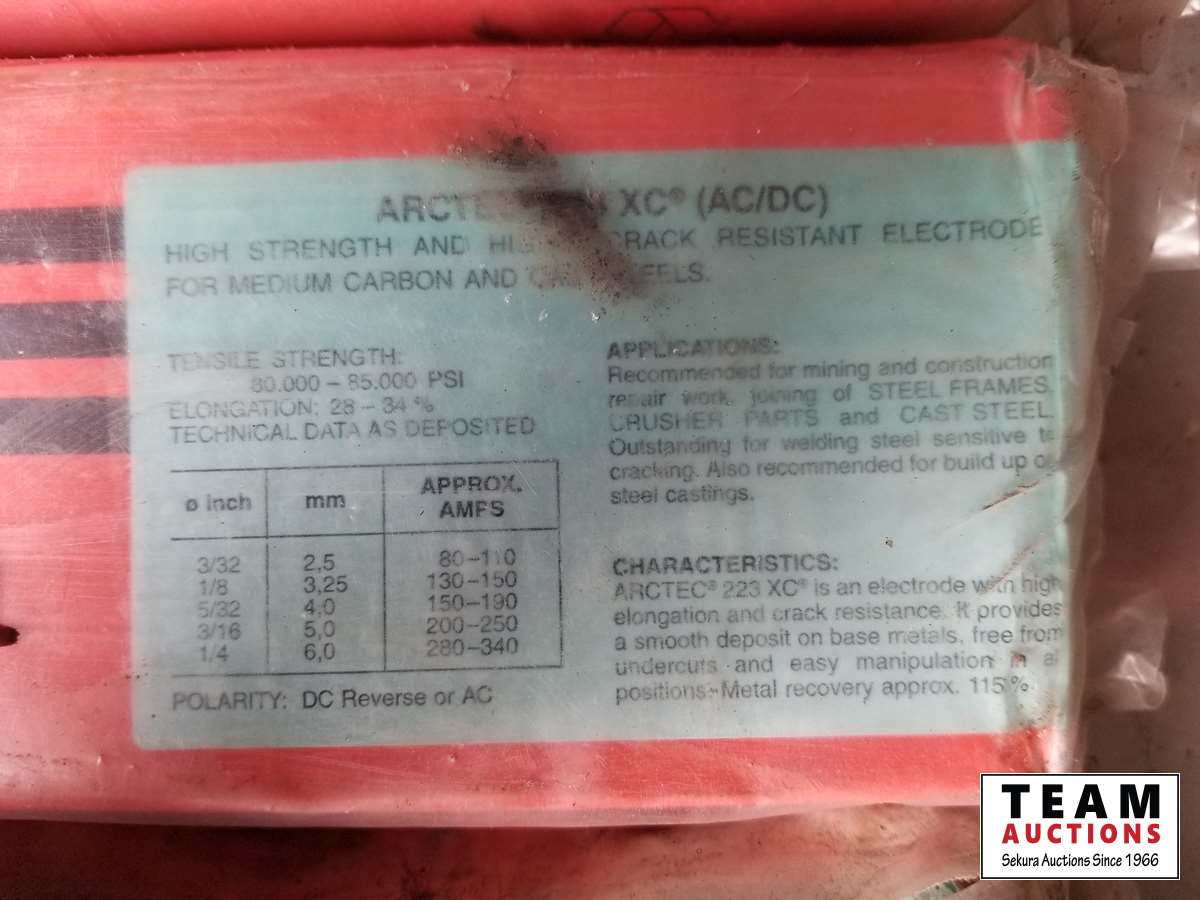 XC® (AC/DC)
HIGH STRENGTH AND CRACK RESISTANT ELECTRODE
FOR MEDIUM CARBON AND
TENSILE STRENGTH:
80.000 – 85.000 PSI
ELONGATION: 28 – 34 %
TECHNICAL DATA AS DEPOSITED
ø inch mm APPROX. AMPS
3/32 2,5 80–110
1/8 3,25 130–150
5/32 4,0 150–190
3/16 5,0 200–250
1/4 6,0 280–340
POLARITY: DC Reverse or AC
APPLICATIONS:
Recommended for mining and construction
repair work, joining of STEEL FRAMES,
CRUSHER PARTS and CAST STEEL.
Outstanding for welding steel sensitive to
cracking. Also recommended for build up
steel castings.
CHARACTERISTICS:
ARCTEC® 223 XC® is an electrode with high
elongation and crack resistance. It provides
a smooth deposit on base metals, free from
undercuts and easy manipulation in
positions. Metal recovery approx. 115 %
TEAM
AUCTIONS
Sekura Auctions Since 1966